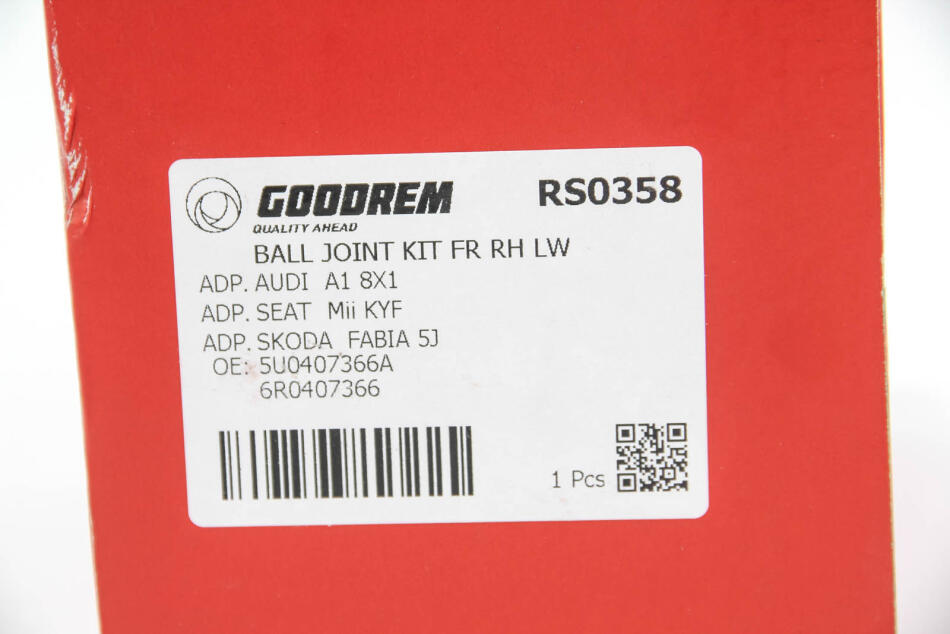 GOODREM
QUALITY AHEAD
RS0358
BALL JOINT KIT FR RH LW
ADP. AUDI A1 8X1
ADP. SEAT Mii KYF
ADP. SKODA FABIA 5J
OE: 5U0407366A
6R0407366
1 Pcs